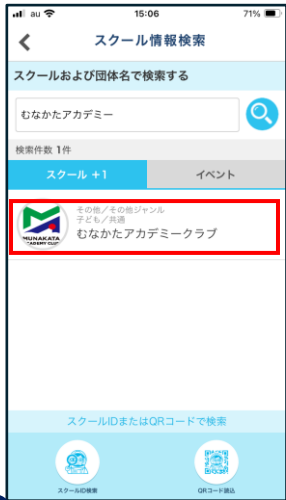 au 15:06 71%
スクール情報検索
スクールおよび団体名で検索する
むなかたアカデミー
検索件数 1件
スクール +1 イベント
その他／その他ジャンル
子ども／共通
むなかたアカデミークラブ
MUNAKATA
ACADEMY CLUB
スクールIDまたはQRコードで検索
スクールID検索 QRコード読込